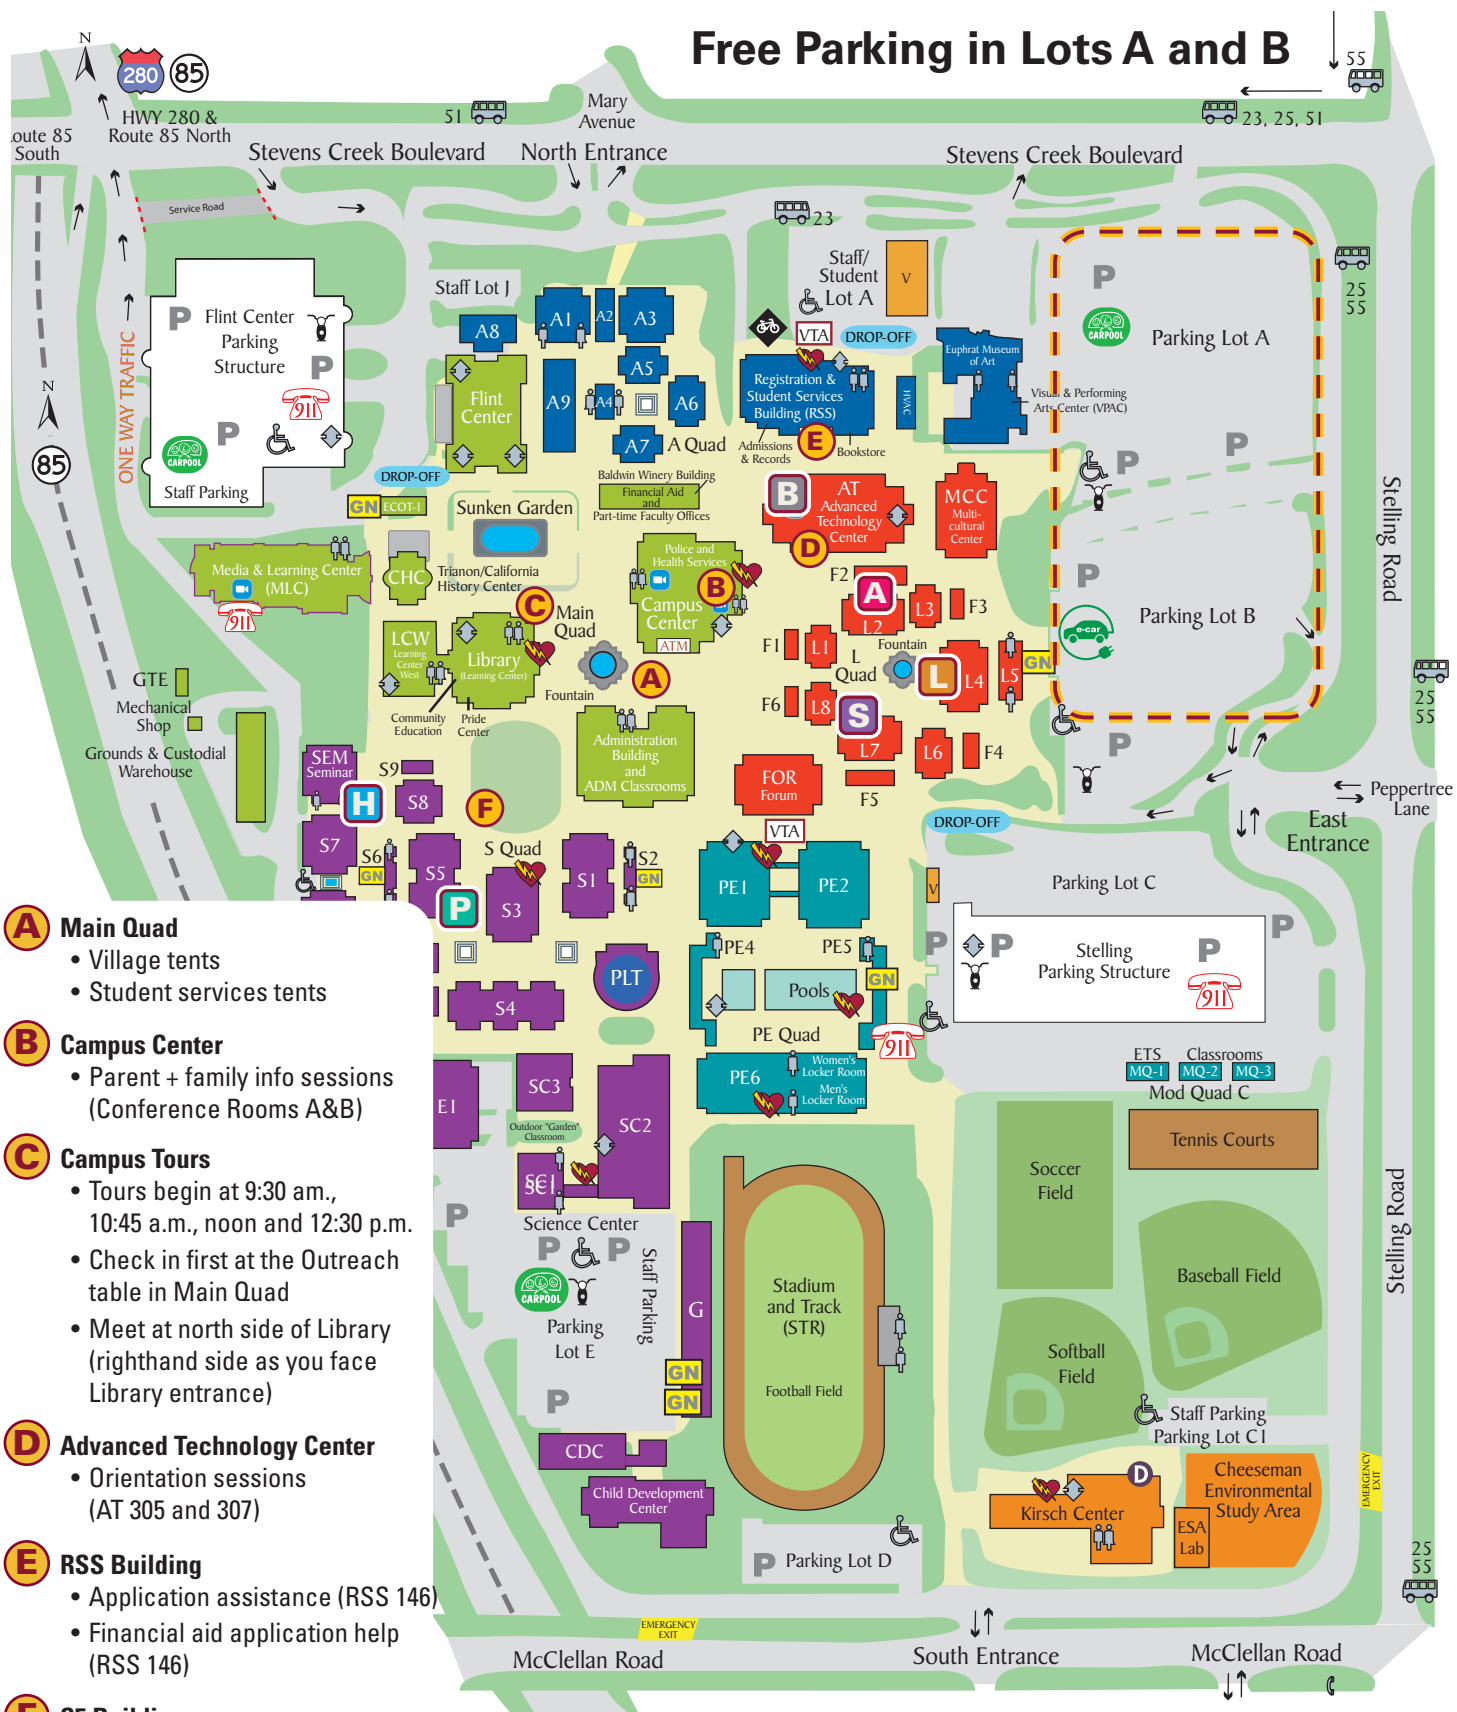 Free Parking in Lots A and B
N
280
85
HWY 280 &
Route 85 North
Route 85
South
51
Mary
Avenue
55
23, 25, 51
Stevens Creek Boulevard
North Entrance
Stevens Creek Boulevard
Service Road
23
25
55
ONE WAY TRAFFIC
N
85
P
Flint Center
Parking
Structure
P
911
P
CARPOOL
Staff Parking
Staff Lot J
A8
A1
A2
A3
A5
A9
A4
A6
A7
A Quad
Flint
Center
DROP-OFF
GN
ECOT-1
Sunken Garden
Baldwin Winery Building
Financial Aid
and
Part-time Faculty Offices
Staff/
Student
Lot A
V
VTA
DROP-OFF
Registration &
Student Services
Building (RSS)
HVAC
Admissions
& Records
E
Bookstore
Euphrat Museum
of Art
Visual & Performing
Arts Center (VPAC)
P
CARPOOL
Parking Lot A
P
P
P
Parking Lot B
e-car
P
Stelling Road
25
55
Media & Learning Center
(MLC)
911
CHC
Trianon/California
History Center
C
Main
Quad
LCW
Learning
Center
West
Library
(Learning Center)
Community
Education
Pride
Center
Fountain
A
Police and
Health Services
B
Campus
Center
ATM
B
AT
Advanced
Technology
Center
D
MCC
Multi-
cultural
Center
F2
A
L2
L3
F3
F1
L1
L
Quad
Fountain
L
L4
L5
GN
F6
L8
S
L7
L6
F4
F5
FOR
Forum
GTE
Mechanical
Shop
Grounds & Custodial
Warehouse
Administration
Building
and
ADM Classrooms
SEM
Seminar
H
S9
S8
F
S7
S6
GN
S5
P
S Quad
S3
S1
S2
GN
S4
PLT
VTA
PE1
PE2
PE4
PE5
GN
Pools
PE Quad
911
PE6
Women's
Locker Room
Men's
Locker Room
DROP-OFF
Peppertree
Lane
East
Entrance
Parking Lot C
V
P
P
Stelling
Parking Structure
P
P
911
ETS
Classrooms
MQ-1
MQ-2
MQ-3
Mod Quad C
E1
SC3
SC2
Outdoor "Garden"
Classroom
SC1
SC1
Science Center
P
P
P
CARPOOL
Parking
Lot E
P
Staff Parking
G
GN
GN
CDC
Child Development
Center
Stadium
and Track
(STR)
Football Field
Soccer
Field
Tennis Courts
Baseball Field
Softball
Field
Stelling Road
Staff Parking
Parking Lot C1
D
Kirsch Center
Cheeseman
Environmental
Study Area
ESA
Lab
EMERGENCY
EXIT
25
55
P
Parking Lot D
EMERGENCY
EXIT
McClellan Road
South Entrance
McClellan Road
A Main Quad
• Village tents
• Student services tents
B Campus Center
• Parent + family info sessions
(Conference Rooms A&B)
C Campus Tours
• Tours begin at 9:30 am.,
10:45 a.m., noon and 12:30 p.m.
• Check in first at the Outreach
table in Main Quad
• Meet at north side of Library
(righthand side as you face
Library entrance)
D Advanced Technology Center
• Orientation sessions
(AT 305 and 307)
E RSS Building
• Application assistance (RSS 146)
• Financial aid application help
(RSS 146)